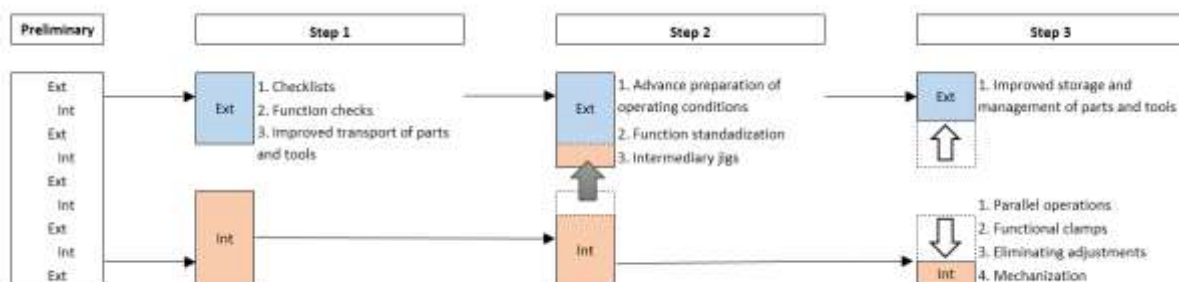 Preliminary
Step 1
Step 2
Step 3
Ext
Int
Ext
Int
Ext
Int
Ext
Int
Ext
Ext
1. Checklists
2. Function checks
3. Improved transport of parts
and tools
Int
Ext
1. Advance preparation of
operating conditions
2. Function standadization
3. Intermediary jigs
Int
Ext
1. Improved storage and
management of parts and tools
1. Parallel operations
2. Functional clamps
3. Eliminating adjustments
4. Mechanization
Int